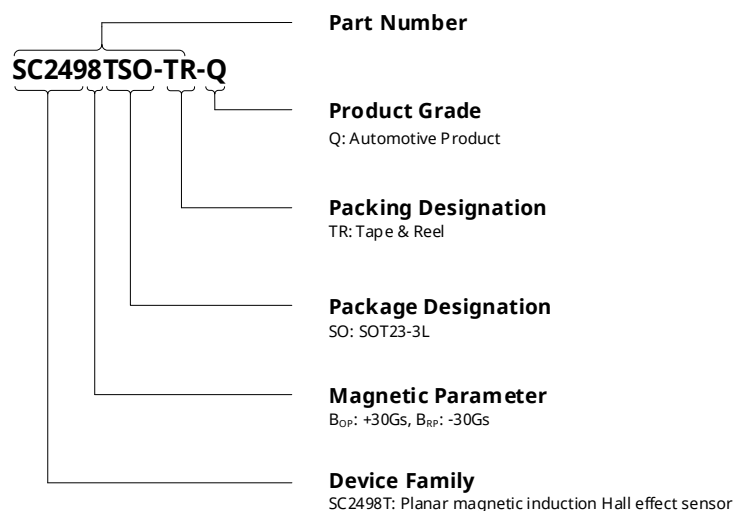 Part Number
SC2498TSO-TR-Q
Product Grade
Q: Automotive Product
Packing Designation
TR: Tape & Reel
Package Designation
SO: SOT23-3L
Magnetic Parameter
BOP: +30Gs, BRP: -30Gs
Device Family
SC2498T: Planar magnetic induction Hall effect sensor